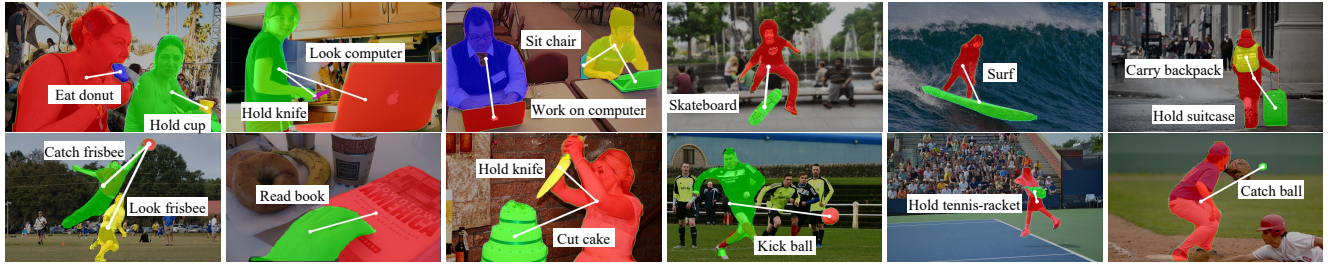 Eat donut
Hold cup
Look computer
Hold knife
Sit chair
Work on computer
Skateboard
Surf
Carry backpack
Hold suitcase
Catch frisbee
Look frisbee
Read book
Hold knife
Cut cake
Kick ball
Hold tennis-racket
Catch ball